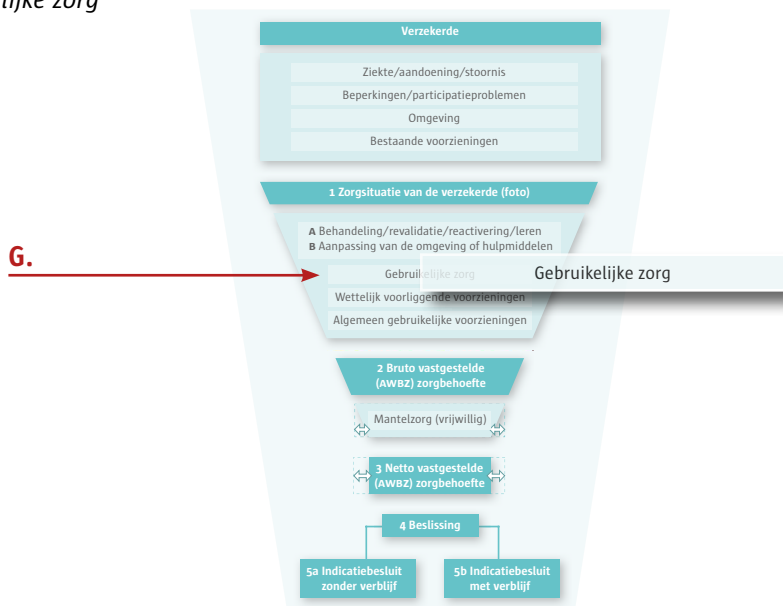 lijke zorg
Verzekerde
Ziekte/aandoening/stoornis
Beperkingen/participatieproblemen
Omgeving
Bestaande voorzieningen
1 Zorgsituatie van de verzekerde (foto)
A Behandeling/revalidatie/reactivering/leren
B Aanpassing van de omgeving of hulpmiddelen
G.
Gebruikelijke zorg
Gebruikelijke zorg
Wettelijk voorliggende voorzieningen
Algemeen gebruikelijke voorzieningen
2 Bruto vastgestelde
(AWBZ) zorgbehoefte
Mantelzorg (vrijwillig)
3 Netto vastgestelde
(AWBZ) zorgbehoefte
4 Beslissing
5a Indicatiebesluit
zonder verblijf
5b Indicatiebesluit
met verblijf